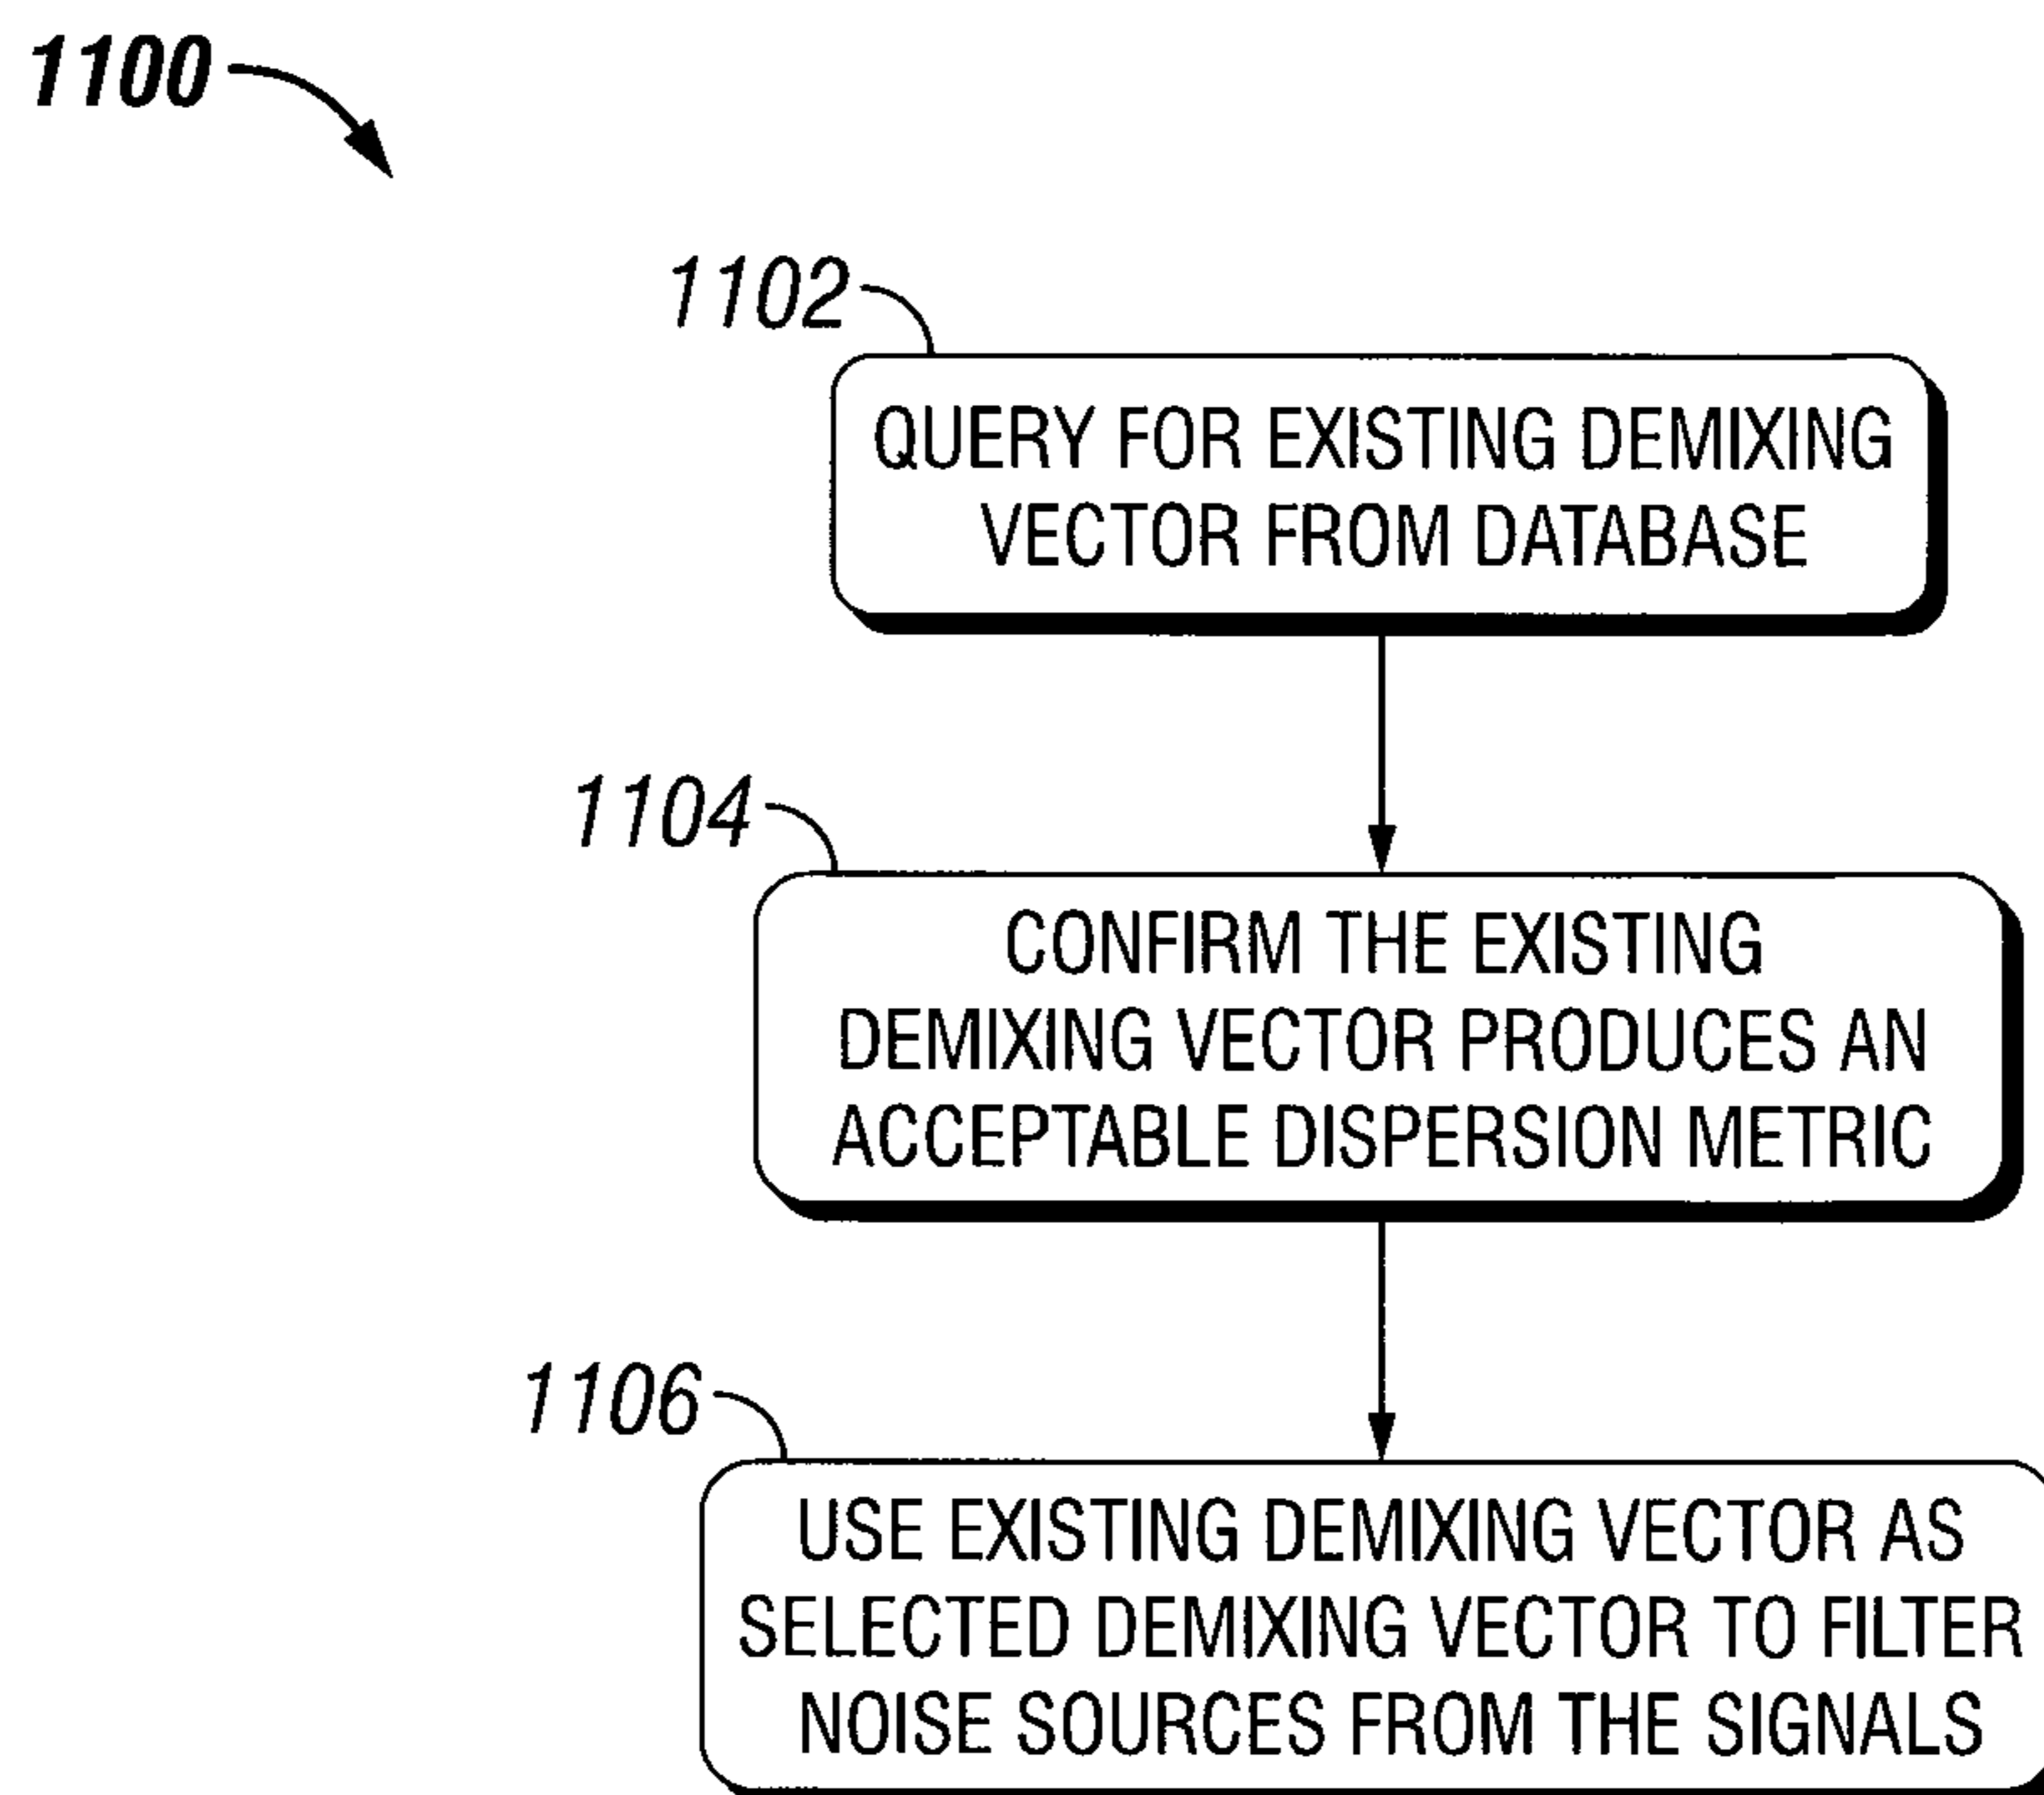 1100
1102
QUERY FOR EXISTING DEMIXING
VECTOR FROM DATABASE
1104
CONFIRM THE EXISTING
DEMIXING VECTOR PRODUCES AN
ACCEPTABLE DISPERSION METRIC
1106
USE EXISTING DEMIXING VECTOR AS
SELECTED DEMIXING VECTOR TO FILTER
NOISE SOURCES FROM THE SIGNALS